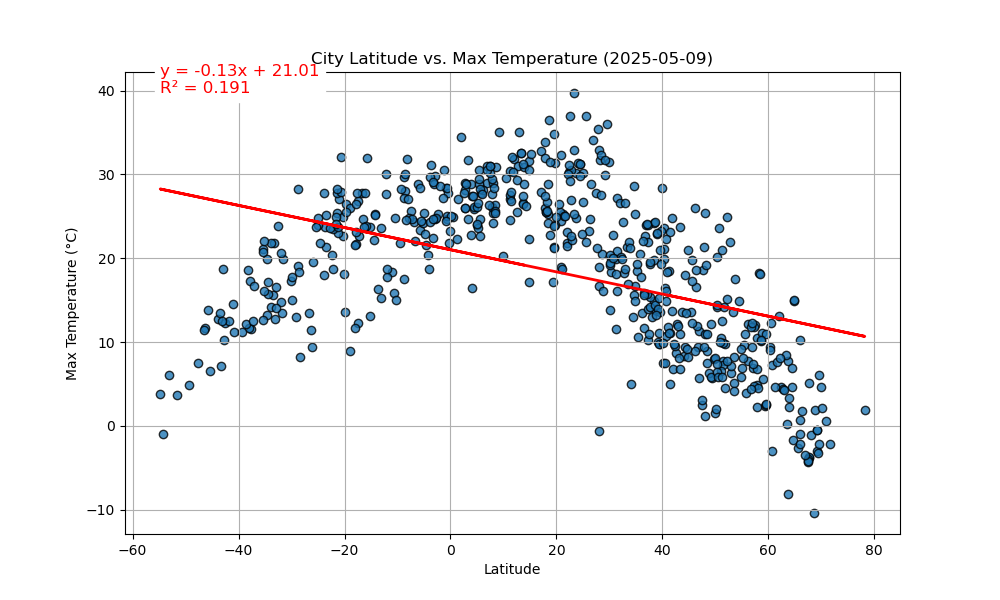 City Latitude vs. Max Temperature (2025-05-09)
y = -0.13x + 21.01
R² = 0.191
Max Temperature (°C)
40
30
20
10
0
−10
−60 −40 −20 0 20 40 60 80
Latitude